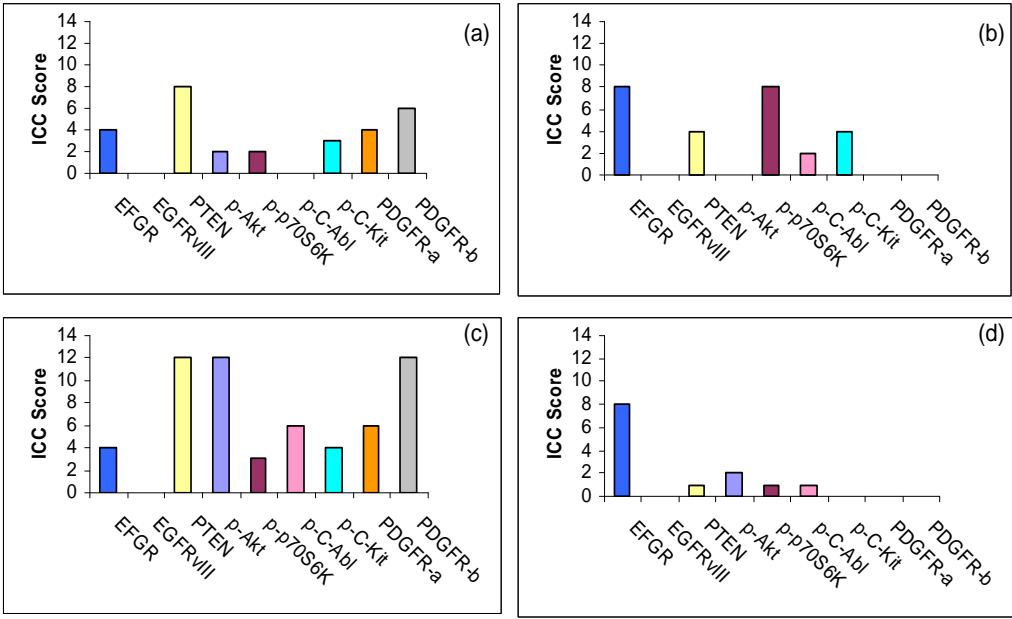 (a)
ICC Score
14
12
10
8
6
4
2
0
EFGR
EGFRvIII
PTEN
p-Akt
p-p70S6K
p-C-Abl
p-C-Kit
PDGFR-a
PDGFR-b
(b)
ICC Score
14
12
10
8
6
4
2
0
EFGR
EGFRvIII
PTEN
p-Akt
p-p70S6K
p-C-Abl
p-C-Kit
PDGFR-a
PDGFR-b
(c)
ICC Score
14
12
10
8
6
4
2
0
EFGR
EGFRvIII
PTEN
p-Akt
p-p70S6K
p-C-Abl
p-C-Kit
PDGFR-a
PDGFR-b
(d)
ICC Score
14
12
10
8
6
4
2
0
EFGR
EGFRvIII
PTEN
p-Akt
p-p70S6K
p-C-Abl
p-C-Kit
PDGFR-a
PDGFR-b